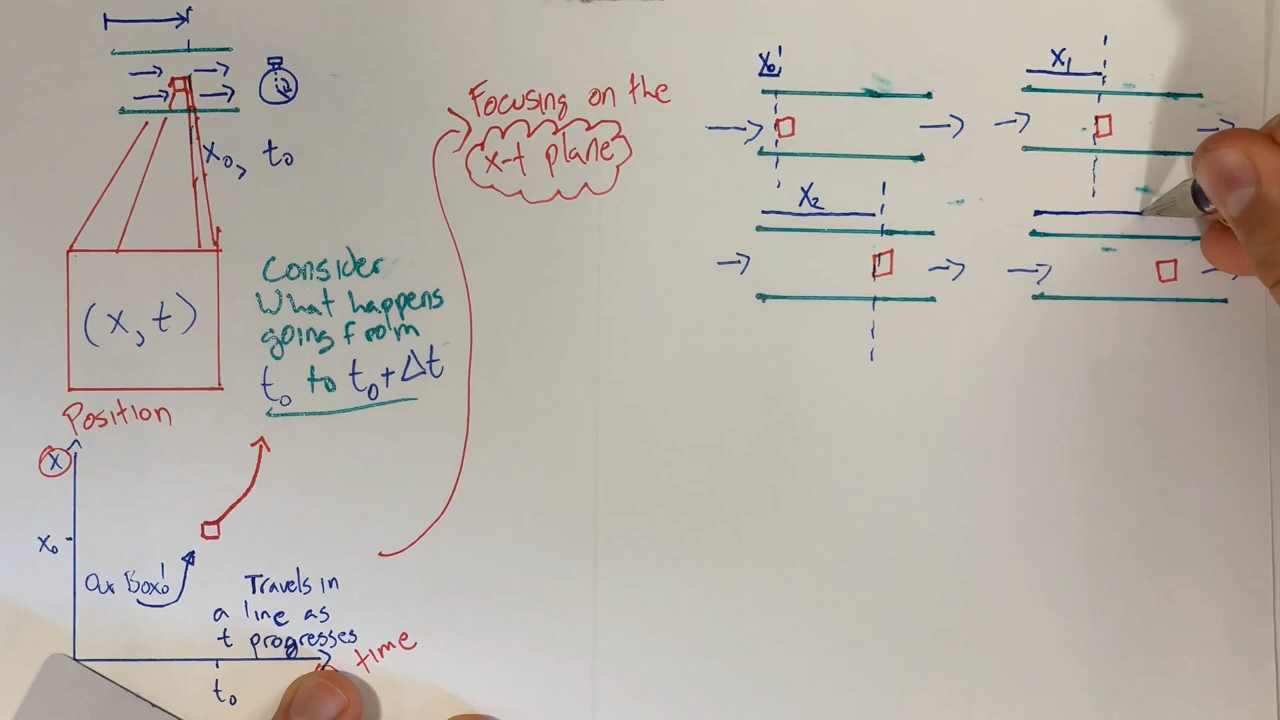 x₀, t₀
(x, t)
Consider
What happens
going from
t₀ to t₀ + Δt
Position
x
x₀
Our Box!
Travels in
a line as
t progresses
time
t₀
Focusing on the
x-t plane
x₀
x₁
x₂